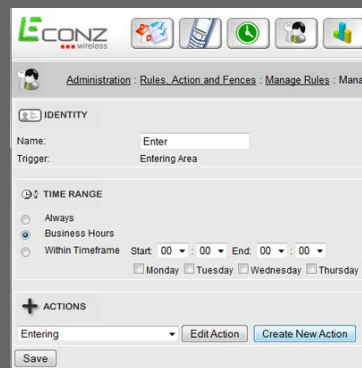 ECONZ
wireless
Administration : Rules, Action and Fences : Manage Rules : Mana
IDENTITY
Name: Enter
Trigger: Entering Area
TIME RANGE
Always
Business Hours
Within Timeframe Start: 00 : 00 End: 00 : 00
Monday Tuesday Wednesday Thursday
ACTIONS
Entering Edit Action Create New Action
Save